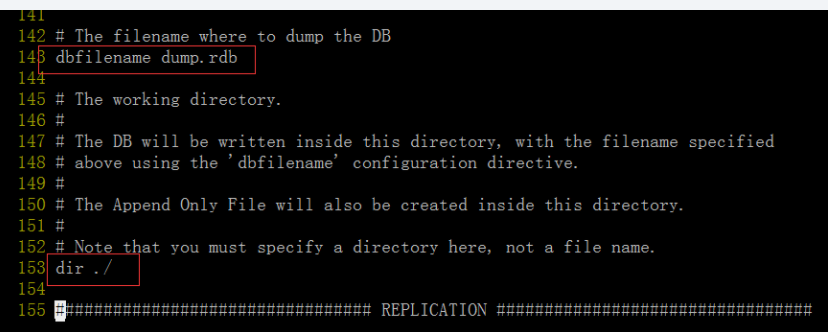 141
142 # The filename where to dump the DB
143 dbfilename dump.rdb
144
145 # The working directory.
146 #
147 # The DB will be written inside this directory, with the filename specified
148 # above using the 'dbfilename' configuration directive.
149 #
150 # The Append Only File will also be created inside this directory.
151 #
152 # Note that you must specify a directory here, not a file name.
153 dir ./
154
155 ################################ REPLICATION #################################